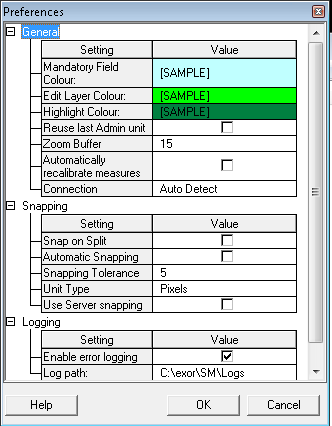 Preferences
General
Setting Value
Mandatory Field
Colour: [SAMPLE]
Edit Layer Colour: [SAMPLE]
Highlight Colour: [SAMPLE]
Reuse last Admin unit
Zoom Buffer 15
Automatically
recalibrate measures
Connection Auto Detect
Snapping
Setting Value
Snap on Split
Automatic Snapping
Snapping Tolerance 5
Unit Type Pixels
Use Server snapping
Logging
Setting Value
Enable error logging
Log path: C:\exor\SM\Logs
Help OK Cancel